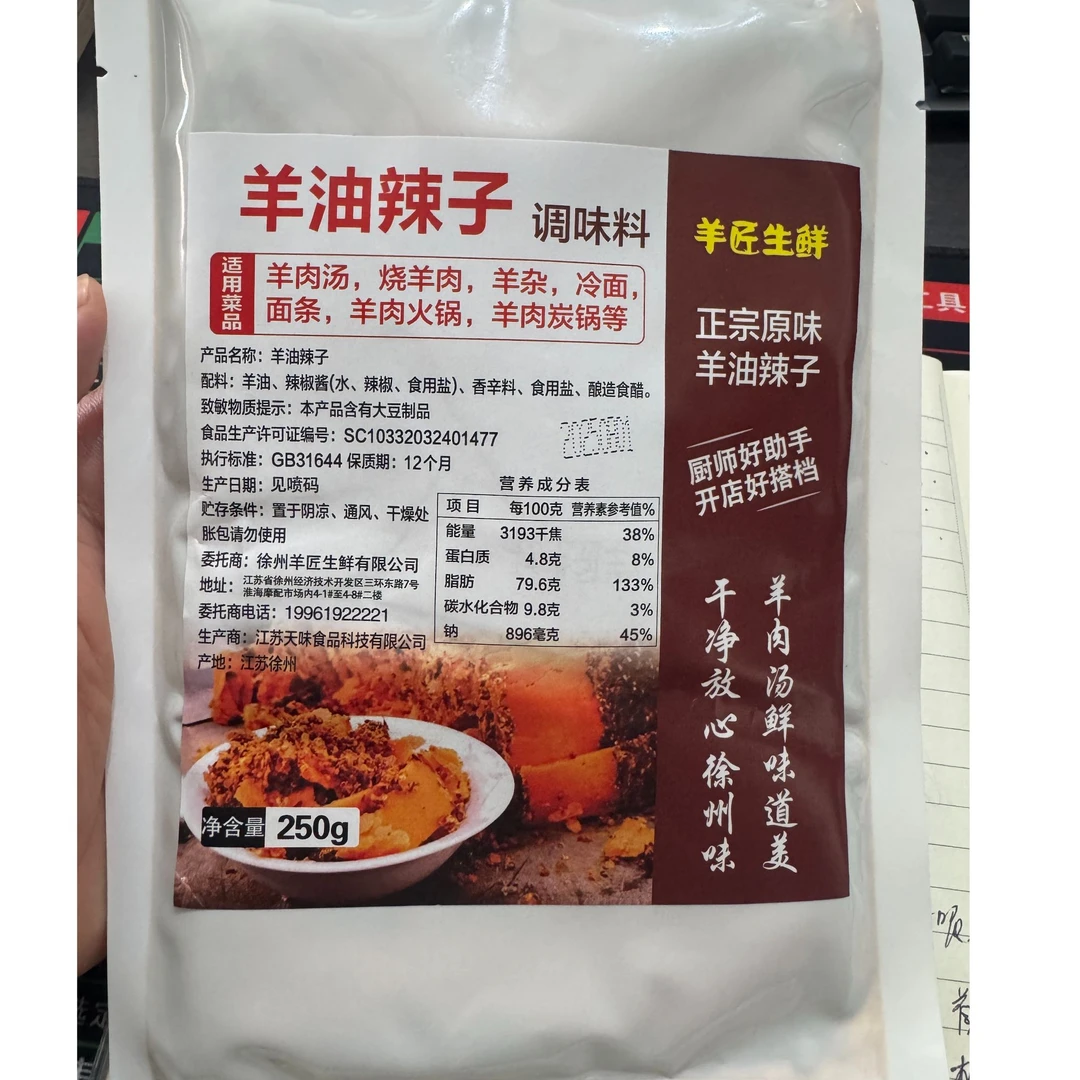 羊油辣子 调味料
适用菜品
羊肉汤，烧羊肉，羊杂，冷面，
面条，羊肉火锅，羊肉炭锅等
产品名称：羊油辣子
配料：羊油、辣椒酱(水、辣椒、食用盐)、香辛料、食用盐、酿造食醋。
致敏物质提示：本产品含有大豆制品
食品生产许可证编号：SC10332032401477
执行标准：GB31644 保质期：12个月
生产日期：见喷码
贮存条件：置于阴凉、通风、干燥处
胀包请勿使用
委托商：徐州羊匠生鲜有限公司
地址：江苏省徐州经济技术开发区三环东路7号
淮海摩配市场内4-1#至4-8#二楼
委托商电话：19961922221
生产商：江苏天味食品科技有限公司
产地：江苏徐州
20250801
营养成分表
项目 每100克 营养素参考值%
能量 3193千焦 38%
蛋白质 4.8克 8%
脂肪 79.6克 133%
碳水化合物 9.8克 3%
钠 896毫克 45%
净含量 250g
羊匠生鲜
正宗原味
羊油辣子
厨师好助手
开店好搭档
羊肉汤鲜味道美
干净放心徐州味
工具